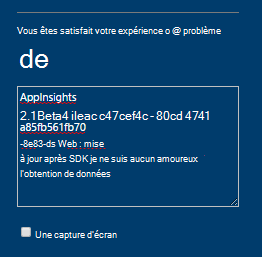 Vous êtes satisfait votre expérience o @ problème
de
AppInsights
2.1Beta4 ileac c47cef4c - 80cd 4741
a85fb561fb70
-8e83-ds Web : mise
à jour après SDK je ne suis aucun amoureux
l'obtention de données
Une capture d'écran